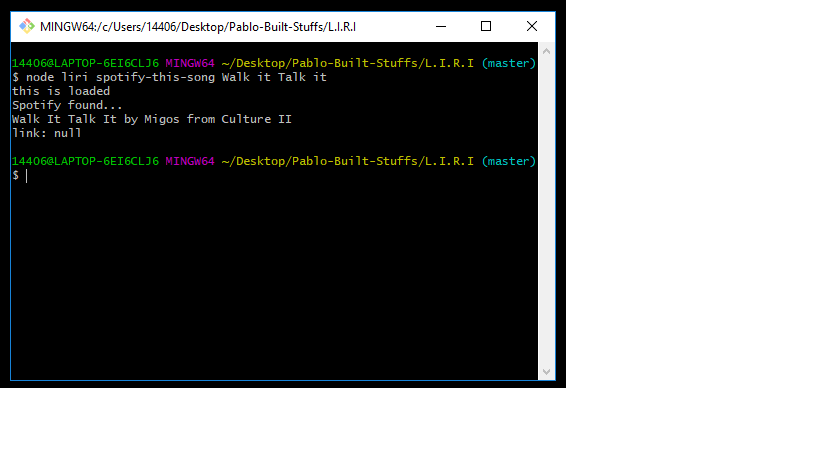 MINGW64:/c/Users/14406/Desktop/Pablo-Built-Stuffs/L.I.R.I
14406@LAPTOP-6EI6CLJ6 MINGW64 ~/Desktop/Pablo-Built-Stuffs/L.I.R.I (master)
$ node liri spotify-this-song Walk it Talk it
this is loaded
Spotify found...
Walk It Talk It by Migos from Culture II
link: null
14406@LAPTOP-6EI6CLJ6 MINGW64 ~/Desktop/Pablo-Built-Stuffs/L.I.R.I (master)
$